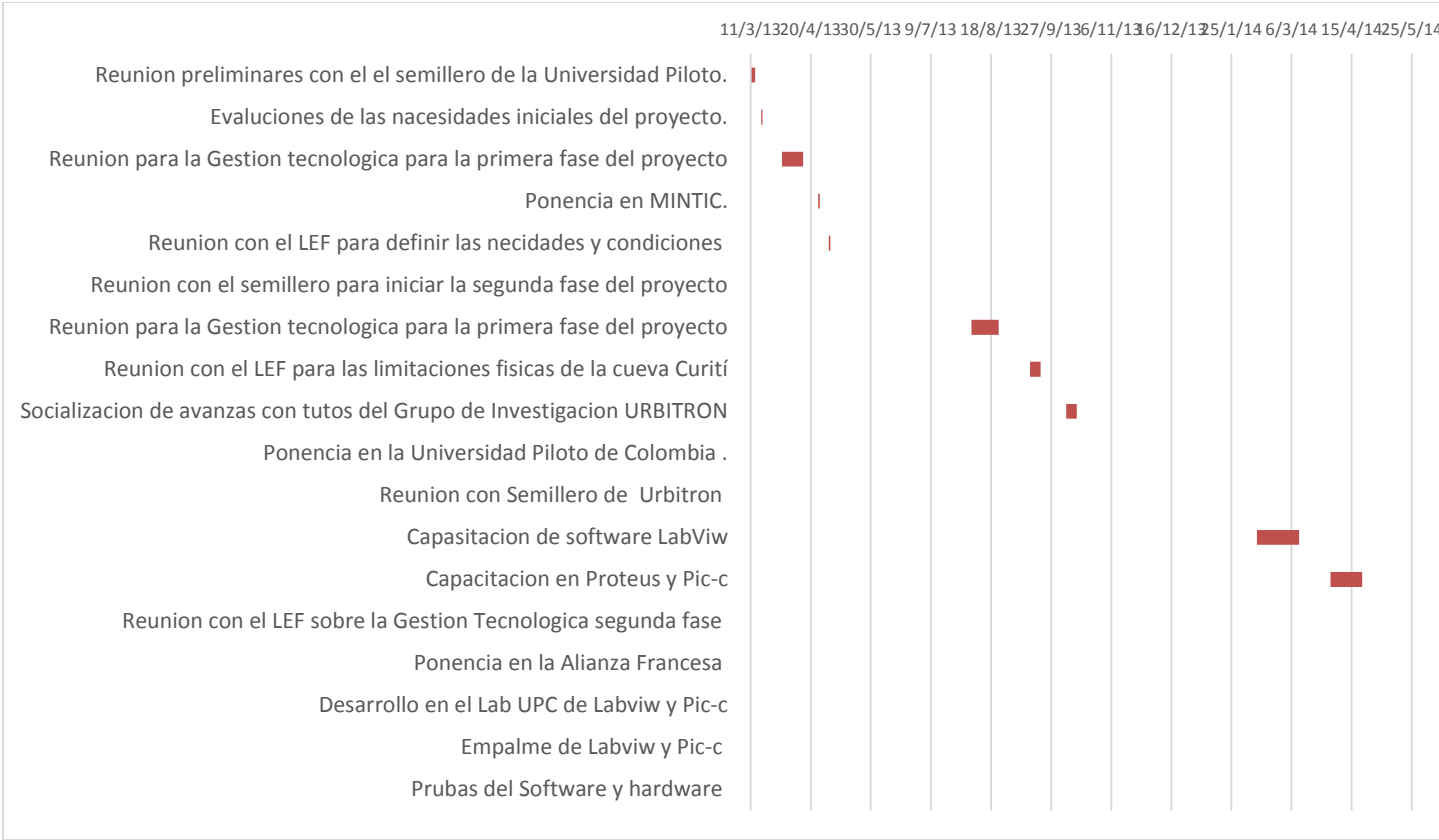 11/3/13 20/4/13 30/5/13 9/7/13 18/8/13 27/9/13 6/11/13 16/12/13 25/1/14 6/3/14 15/4/14 25/5/14
Reunion preliminares con el el semillero de la Universidad Piloto.
Evaluciones de las nacesidades iniciales del proyecto.
Reunion para la Gestion tecnologica para la primera fase del proyecto
Ponencia en MINTIC.
Reunion con el LEF para definir las necidades y condiciones
Reunion con el semillero para iniciar la segunda fase del proyecto
Reunion para la Gestion tecnologica para la primera fase del proyecto
Reunion con el LEF para las limitaciones fisicas de la cueva Curití
Socializacion de avanzas con tutos del Grupo de Investigacion URBITRON
Ponencia en la Universidad Piloto de Colombia .
Reunion con Semillero de Urbitron
Capasitacion de software LabViw
Capacitacion en Proteus y Pic-c
Reunion con el LEF sobre la Gestion Tecnologica segunda fase
Ponencia en la Alianza Francesa
Desarrollo en el Lab UPC de Labviw y Pic-c
Empalme de Labviw y Pic-c
Prubas del Software y hardware